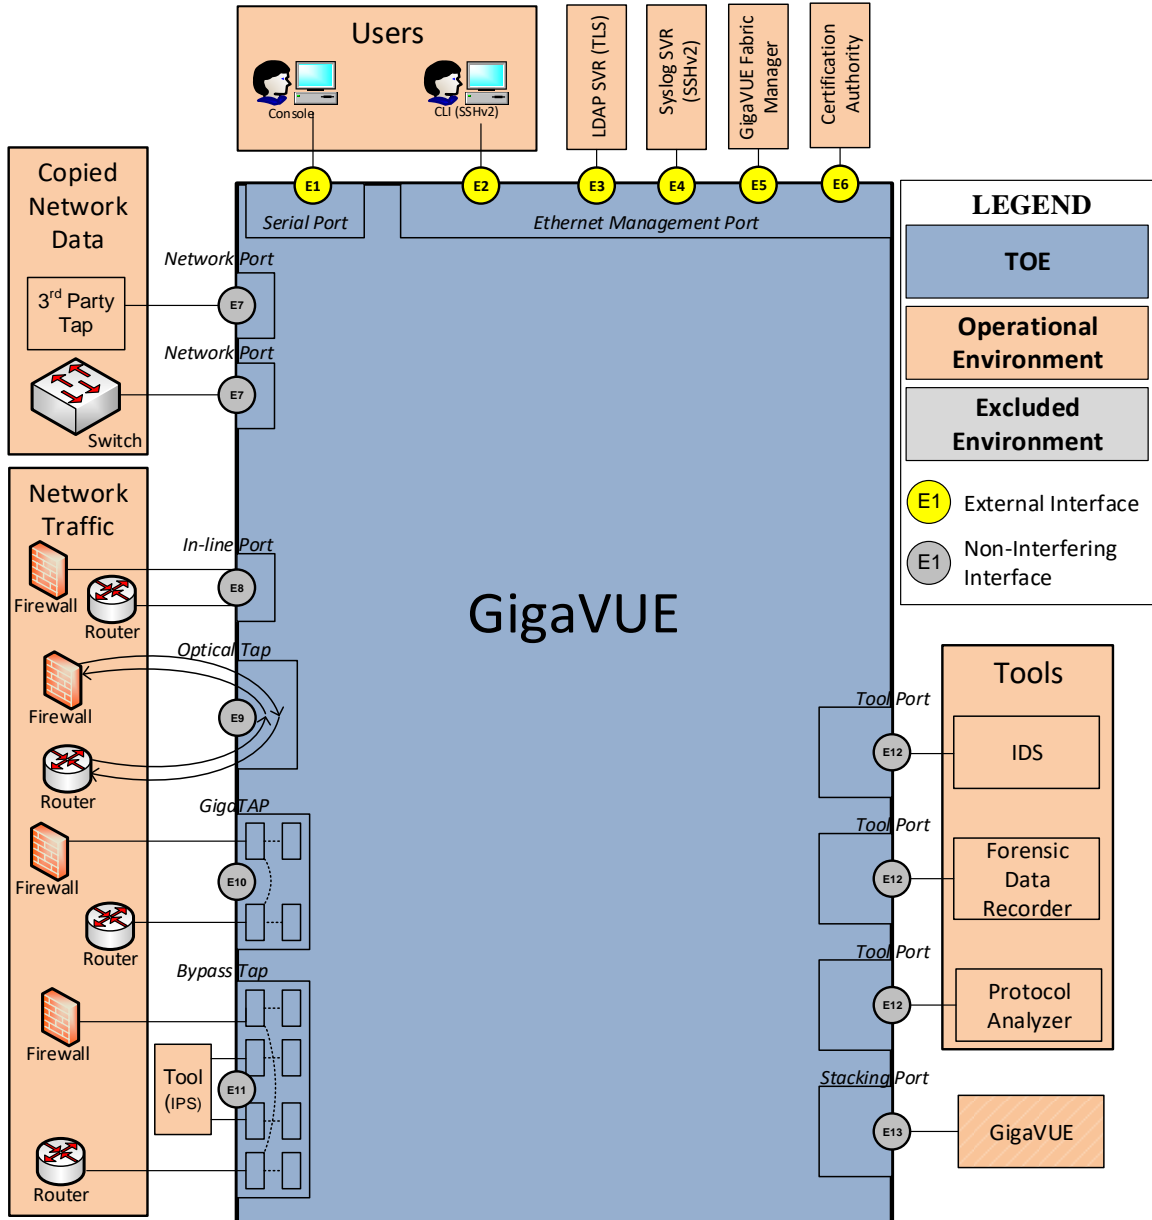 Users
Console
CLI (SSHv2)
LDAP SVR (TLS)
Syslog SVR
(SSHv2)
GigaVUE Fabric
Manager
Certification
Authority
E1
E2
E3
E4
E5
E6
Serial Port
Ethernet Management Port
Copied
Network
Data
3rd Party
Tap
Switch
Network Port
E7
Network Port
E7
Network
Traffic
Firewall
Router
Firewall
Router
Firewall
Router
Firewall
Tool
(IPS)
Router
In-line Port
E8
Optical Tap
E9
GigaTAP
E10
Bypass Tap
E11
GigaVUE
LEGEND
TOE
Operational
Environment
Excluded
Environment
E1
External Interface
E1
Non-Interfering
Interface
Tools
Tool Port
E12
IDS
Tool Port
E12
Forensic
Data
Recorder
Tool Port
E12
Protocol
Analyzer
Stacking Port
E13
GigaVUE